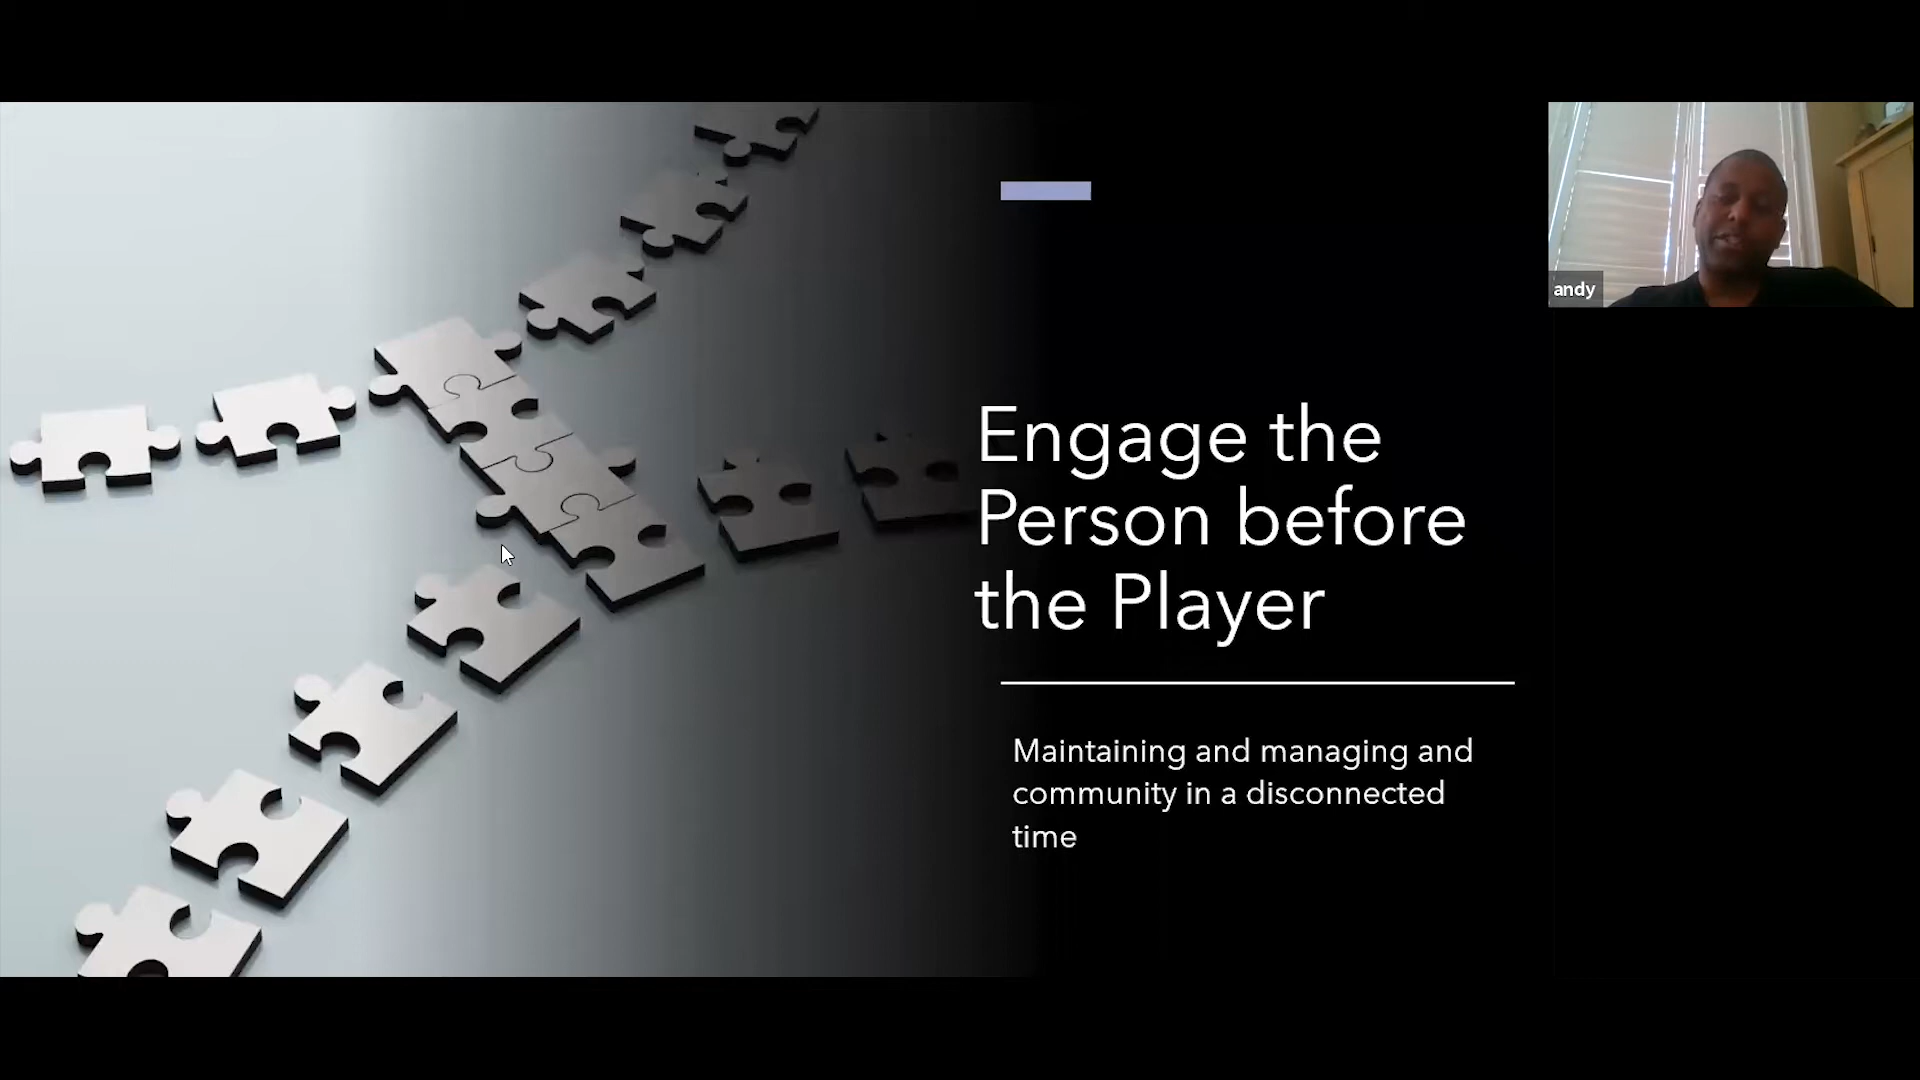 Engage the
Person before
the Player
Maintaining and managing and
community in a disconnected
time
andy